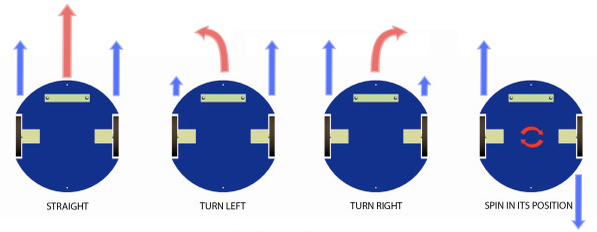 STRAIGHT
TURN LEFT
TURN RIGHT
SPIN IN ITS POSITION